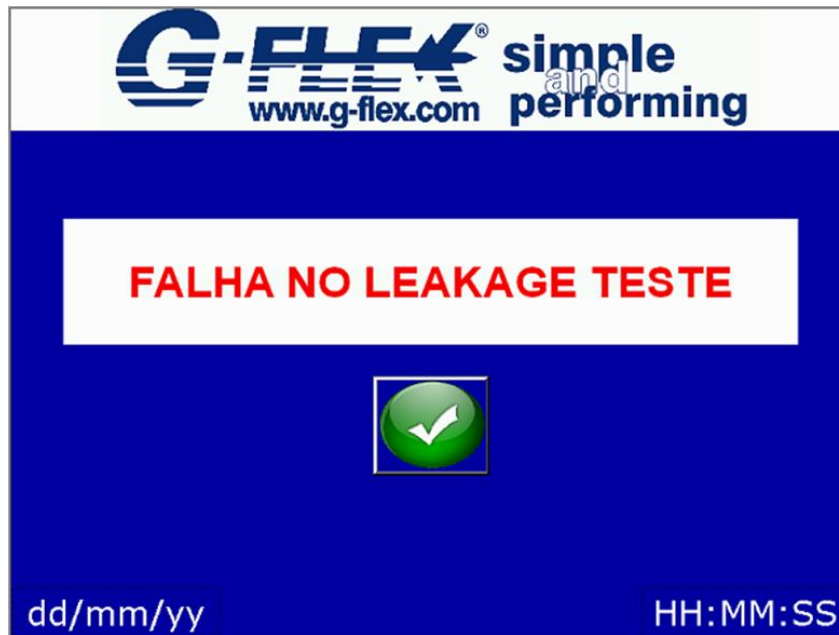 G-FLEX® simple
and
www.g-flex.com performing
FALHA NO LEAKAGE TESTE
dd/mm/yy HH:MM:SS